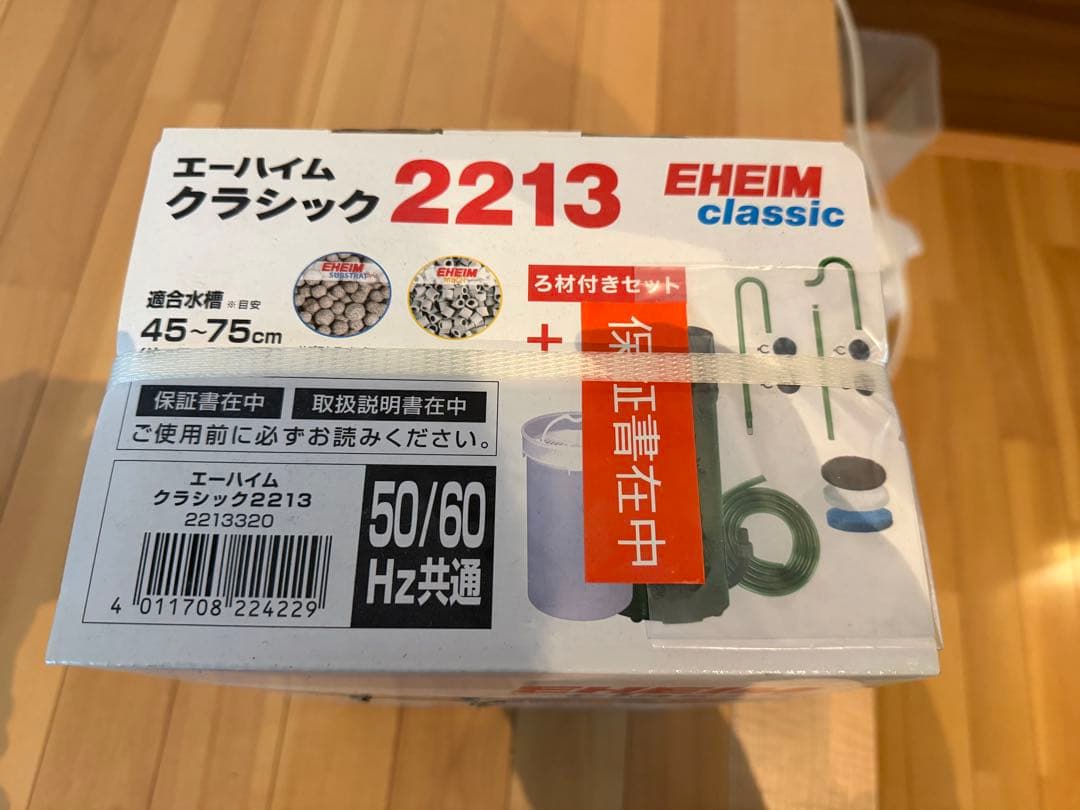 エーハイム
クラシック 2213
EHEIM
classic
EHEIM
SUBSTRAT
EHEIM
ろ材付きセット
適合水槽 ※目安
45~75cm
+
保証書在中
保証書在中 取扱説明書在中
ご使用前に必ずお読みください。
エーハイム
クラシック2213
2213320
4 011708 224229
50/60
Hz共通